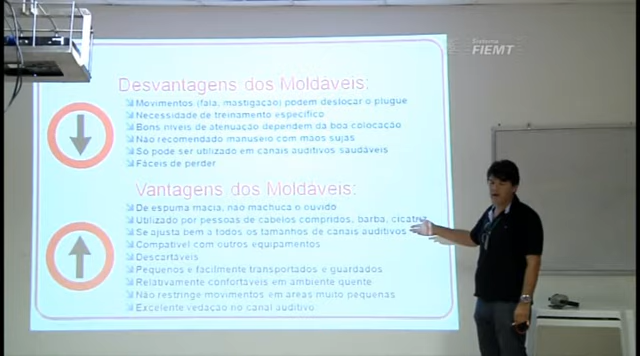 Sistema
FIEMT
Desvantagens dos Moldáveis:
Movimentos (fala, mastigação) podem deslocar o plugue
Necessidade de treinamento específico
Bons níveis de atenuação dependem da boa colocação
Não recomendado manuseio com mãos sujas
Só pode ser utilizado em canais auditivos saudáveis
Fáceis de perder
Vantagens dos Moldáveis:
De espuma macia, não machuca o ouvido
Utilizado por pessoas de cabelos compridos, barba, cicatriz
Se ajusta bem a todos os tamanhos de canais auditivos
Compatível com outros equipamentos
Descartáveis
Pequenos e facilmente transportados e guardados
Relativamente confortáveis em ambiente quente
Não restringe movimentos em áreas muito pequenas
Excelente vedação no canal auditivo